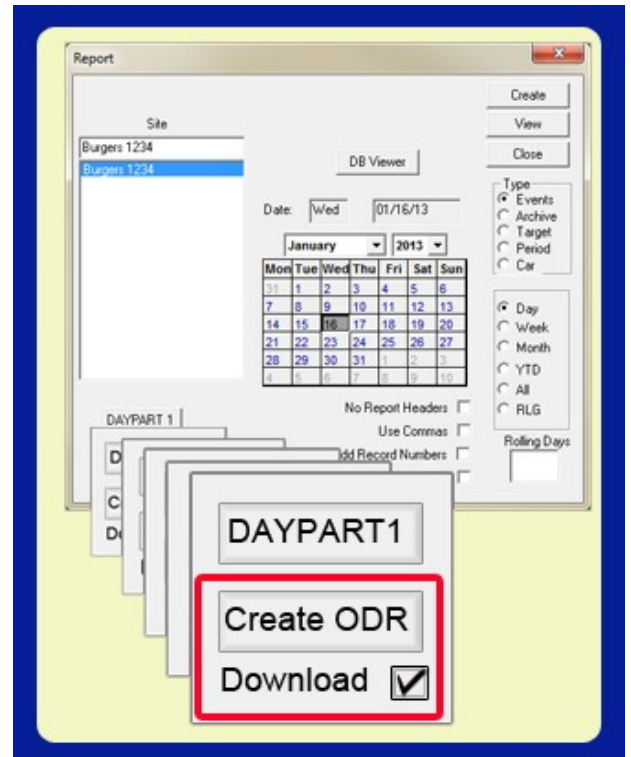 Report
Create
Site
View
Burgers 1234
DB Viewer
Close
Burgers 1234
Type
Events
Archive
Target
Period
Car
Date: Wed 01/16/13
January 2013
Mon Tue Wed Thu Fri Sat Sun
31 1 2 3 4 5 6
7 8 9 10 11 12 13
14 15 16 17 18 19 20
21 22 23 24 25 26 27
28 29 30 31 1 2 3
4 5 6 7 8 9 10
Day
Week
Month
YTD
All
RLG
No Report Headers
Use Commas
Record Numbers
Rolling Days
DAYPART 1
D
C
DAYPART1
Create ODR
Download